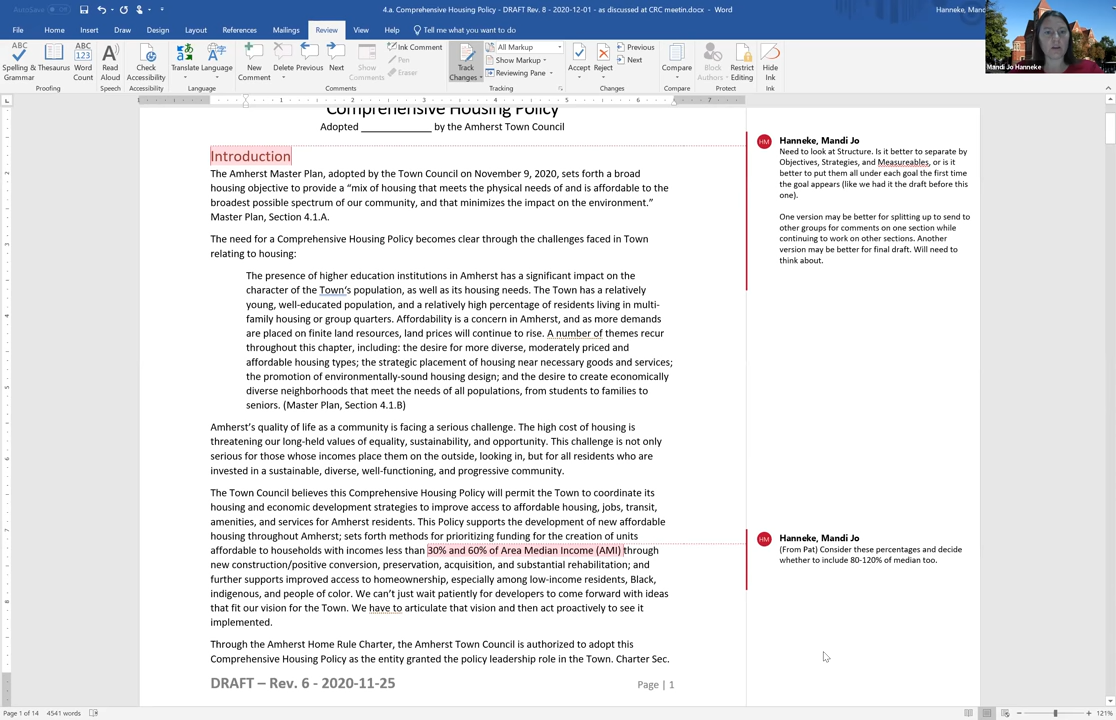 AutoSave Off
4.a. Comprehensive Housing Policy - DRAFT Rev. 8 - 2020-12-01 - as discussed at CRC meetin.docx - Word
Hanneke, Mand
File Home Insert Draw Design Layout References Mailings Review View Help Tell me what you want to do
Spelling & Grammar
Thesaurus
Word Count
Proofing
Read Aloud
Speech
Check Accessibility
Accessibility
Translate
Language
Language
New Comment
Delete
Previous
Next
Show Comments
Ink Comment
Pen
Eraser
Comments
Track Changes
All Markup
Show Markup
Reviewing Pane
Tracking
Accept
Reject
Previous
Next
Changes
Compare
Compare
Block Authors
Restrict Editing
Protect
Hide Ink
Ink
Mandi Jo Hanneke
Comprehensive Housing Policy
Adopted _____________ by the Amherst Town Council
Introduction
The Amherst Master Plan, adopted by the Town Council on November 9, 2020, sets forth a broad
housing objective to provide a “mix of housing that meets the physical needs of and is affordable to the
broadest possible spectrum of our community, and that minimizes the impact on the environment.”
Master Plan, Section 4.1.A.
The need for a Comprehensive Housing Policy becomes clear through the challenges faced in Town
relating to housing:
The presence of higher education institutions in Amherst has a significant impact on the
character of the Town’s population, as well as its housing needs. The Town has a relatively
young, well-educated population, and a relatively high percentage of residents living in multi-
family housing or group quarters. Affordability is a concern in Amherst, and as more demands
are placed on finite land resources, land prices will continue to rise. A number of themes recur
throughout this chapter, including: the desire for more diverse, moderately priced and
affordable housing types; the strategic placement of housing near necessary goods and services;
the promotion of environmentally-sound housing design; and the desire to create economically
diverse neighborhoods that meet the needs of all populations, from students to families to
seniors. (Master Plan, Section 4.1.B)
Amherst’s quality of life as a community is facing a serious challenge. The high cost of housing is
threatening our long-held values of equality, sustainability, and opportunity. This challenge is not only
serious for those whose incomes place them on the outside, looking in, but for all residents who are
invested in a sustainable, diverse, well-functioning, and progressive community.
The Town Council believes this Comprehensive Housing Policy will permit the Town to coordinate its
housing and economic development strategies to improve access to affordable housing, jobs, transit,
amenities, and services for Amherst residents. This Policy supports the development of new affordable
housing throughout Amherst; sets forth methods for prioritizing funding for the creation of units
affordable to households with incomes less than 30% and 60% of Area Median Income (AMI) through
new construction/positive conversion, preservation, acquisition, and substantial rehabilitation; and
further supports improved access to homeownership, especially among low-income residents, Black,
indigenous, and people of color. We can’t just wait patiently for developers to come forward with ideas
that fit our vision for the Town. We have to articulate that vision and then act proactively to see it
implemented.
Through the Amherst Home Rule Charter, the Amherst Town Council is authorized to adopt this
Comprehensive Housing Policy as the entity granted the policy leadership role in the Town. Charter Sec.
DRAFT – Rev. 6 - 2020-11-25
Page | 1
HM
Hanneke, Mandi Jo
Need to look at Structure. Is it better to separate by
Objectives, Strategies, and Measureables, or is it
better to put them all under each goal the first time
the goal appears (like we had it the draft before this
one).
One version may be better for splitting up to send to
other groups for comments on one section while
continuing to work on other sections. Another
version may be better for final draft. Will need to
think about.
HM
Hanneke, Mandi Jo
(From Pat) Consider these percentages and decide
whether to include 80-120% of median too.
Page 1 of 14 4541 words
121%